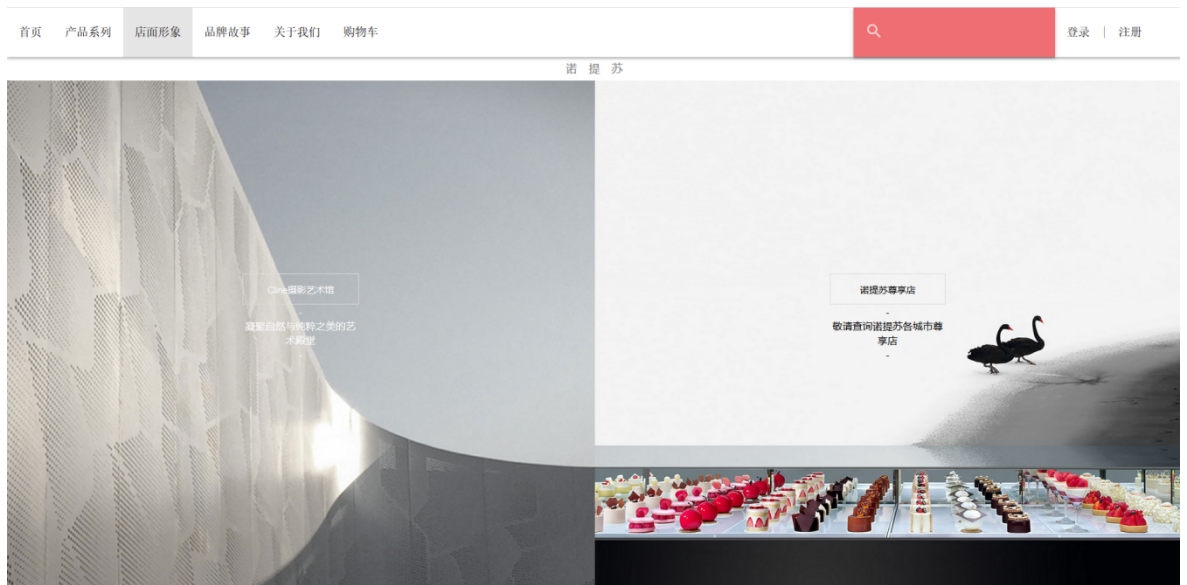 首页 产品系列 店面形象 品牌故事 关于我们 购物车 登录 | 注册
诺 提 苏
Cline摄影艺术馆
-
凝聚自然与纯粹之美的艺
术殿堂
-
诺提苏尊享店
-
敬请查询诺提苏各城市尊
享店
-